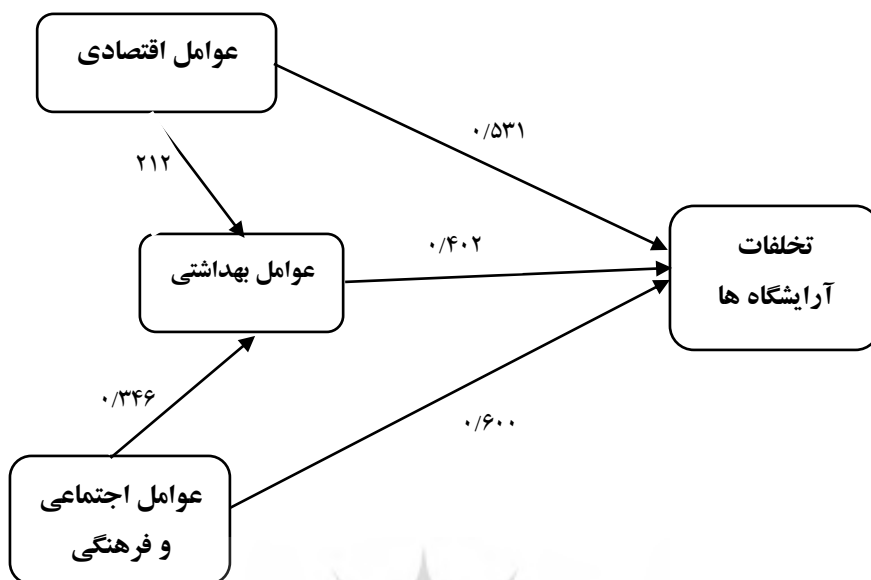 عوامل اقتصادی
۰/۵۳۱
۲۱۲
تخلفات
آرایشگاه ها
۰/۴۰۲
عوامل بهداشتی
۰/۳۴۶
۰/۶۰۰
عوامل اجتماعی
و فرهنگی